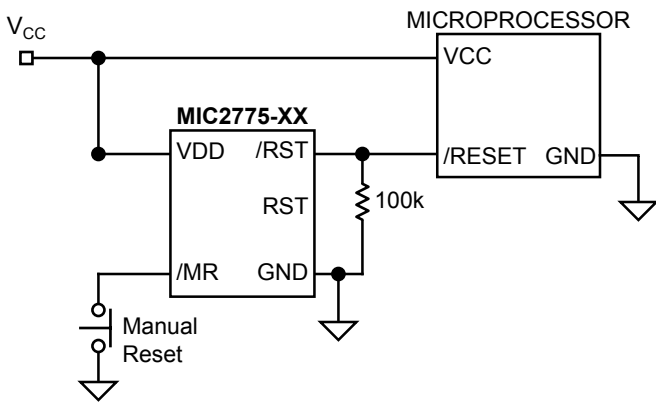 MICROPROCESSOR
VCC
VCC
MIC2775-XX
VDD
/RST
/RESET
GND
RST
100k
/MR
GND
Manual
Reset